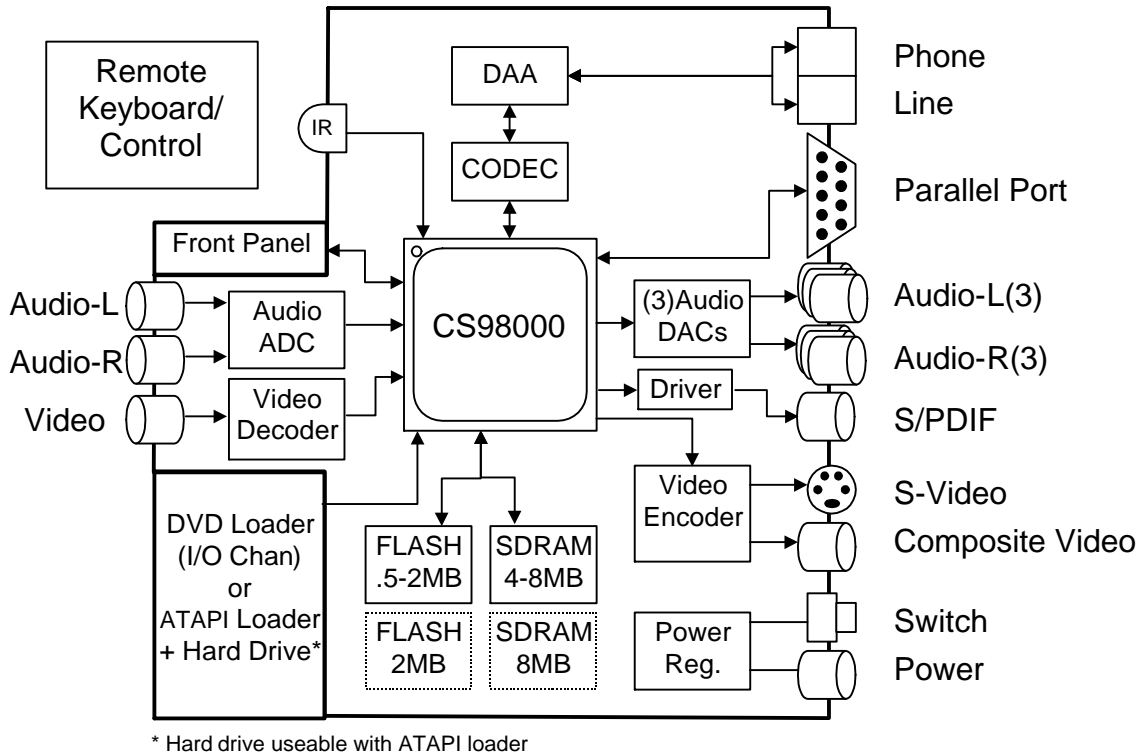 Remote
Keyboard/
Control
IR
DAA
CODEC
Phone
Line
Parallel Port
Front Panel
Audio-L
Audio-R
Video
Audio
ADC
Video
Decoder
CS98000
(3)Audio
DACs
Driver
Audio-L(3)
Audio-R(3)
S/PDIF
Video
Encoder
S-Video
Composite Video
DVD Loader
(I/O Chan)
or
ATAPI Loader
+ Hard Drive*
FLASH
.5-2MB
SDRAM
4-8MB
FLASH
2MB
SDRAM
8MB
Power
Reg.
Switch
Power
* Hard drive useable with ATAPI loader